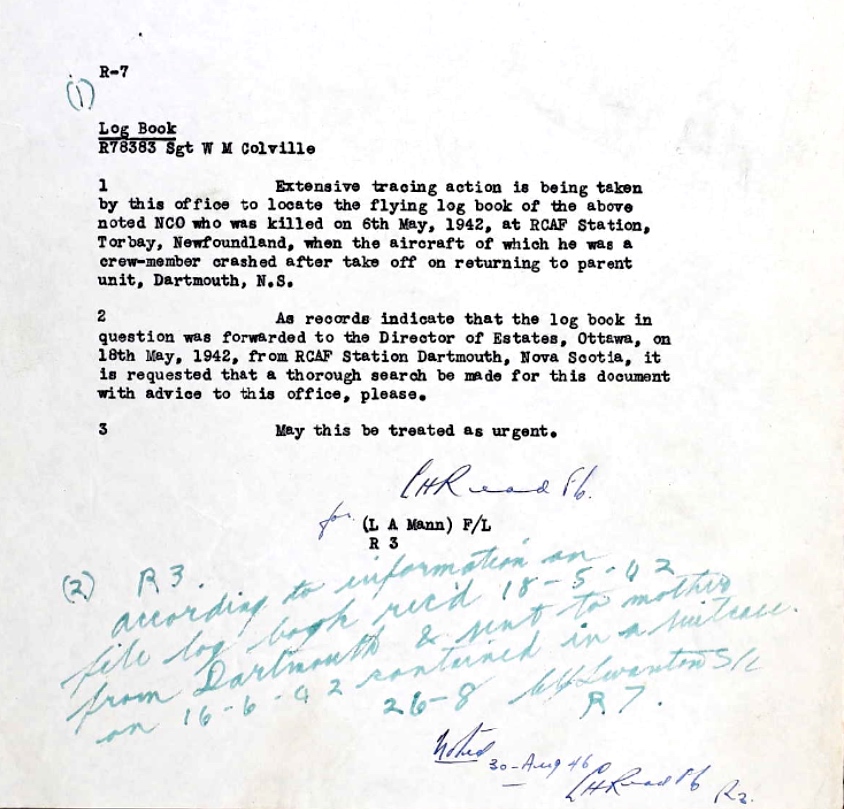 R-7
(1)
Log Book
R78383 Sgt W M Colville
1 Extensive tracing action is being taken
by this office to locate the flying log book of the above
noted NCO who was killed on 6th May, 1942, at RCAF Station,
Torbay, Newfoundland, when the aircraft of which he was a
crew-member crashed after take off on returning to parent
unit, Dartmouth, N.S.
2 As records indicate that the log book in
question was forwarded to the Director of Estates, Ottawa, on
18th May, 1942, from RCAF Station Dartmouth, Nova Scotia, it
is requested that a thorough search be made for this document
with advice to this office, please.
3 May this be treated as urgent.
CHRead F/O.
for (L A Mann) F/L
R 3
(2) R 3.
according to information on
file log book rec'd 18-5-42
from Dartmouth & sent to mother
on 16-6-42 contained in a suitcase.
26-8 Swanton S/L
R.7.
Noted
30-Aug 46
CHRead F/O R3.